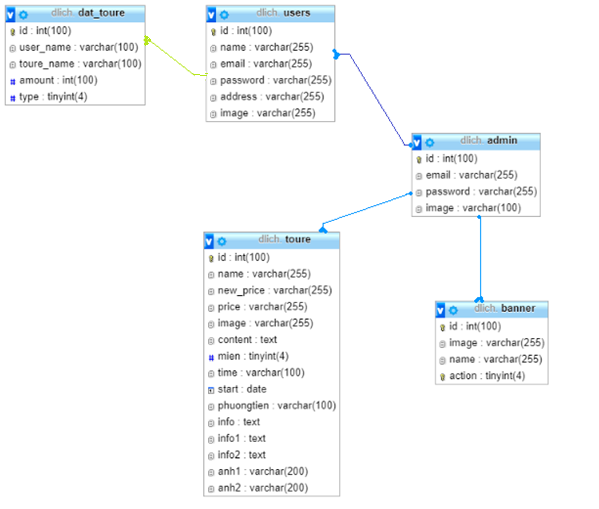 dlich dat_toure
id : int(100)
user_name : varchar(100)
toure_name : varchar(100)
amount : int(100)
type : tinyint(4)
dlich users
id : int(100)
name : varchar(255)
email : varchar(255)
password : varchar(255)
address : varchar(255)
image : varchar(255)
dlich admin
id : int(100)
email : varchar(255)
password : varchar(255)
image : varchar(100)
dlich toure
id : int(100)
name : varchar(255)
new_price : varchar(255)
price : varchar(255)
image : varchar(255)
content : text
mien : tinyint(4)
time : varchar(100)
start : date
phuongtien : varchar(100)
info : text
info1 : text
info2 : text
anh1 : varchar(200)
anh2 : varchar(200)
dlich banner
id : int(100)
image : varchar(255)
name : varchar(255)
action : tinyint(4)